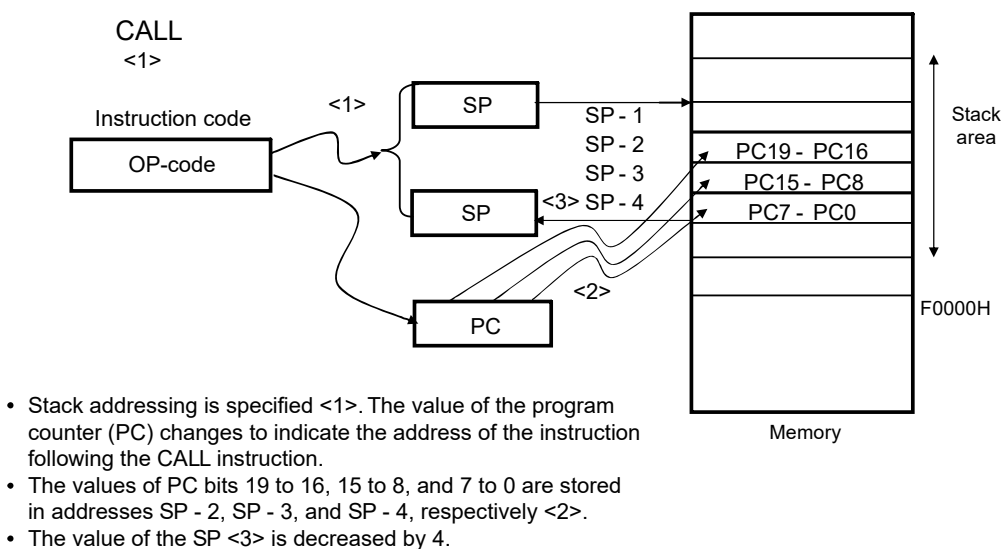 CALL
<1>
Instruction code
OP-code
<1>
SP
SP
<3>
SP - 1
SP - 2
SP - 3
SP - 4
<2>
PC
PC19 - PC16
PC15 - PC8
PC7 - PC0
Stack
area
F0000H
Memory
• Stack addressing is specified <1>. The value of the program
counter (PC) changes to indicate the address of the instruction
following the CALL instruction.
• The values of PC bits 19 to 16, 15 to 8, and 7 to 0 are stored
in addresses SP - 2, SP - 3, and SP - 4, respectively <2>.
• The value of the SP <3> is decreased by 4.